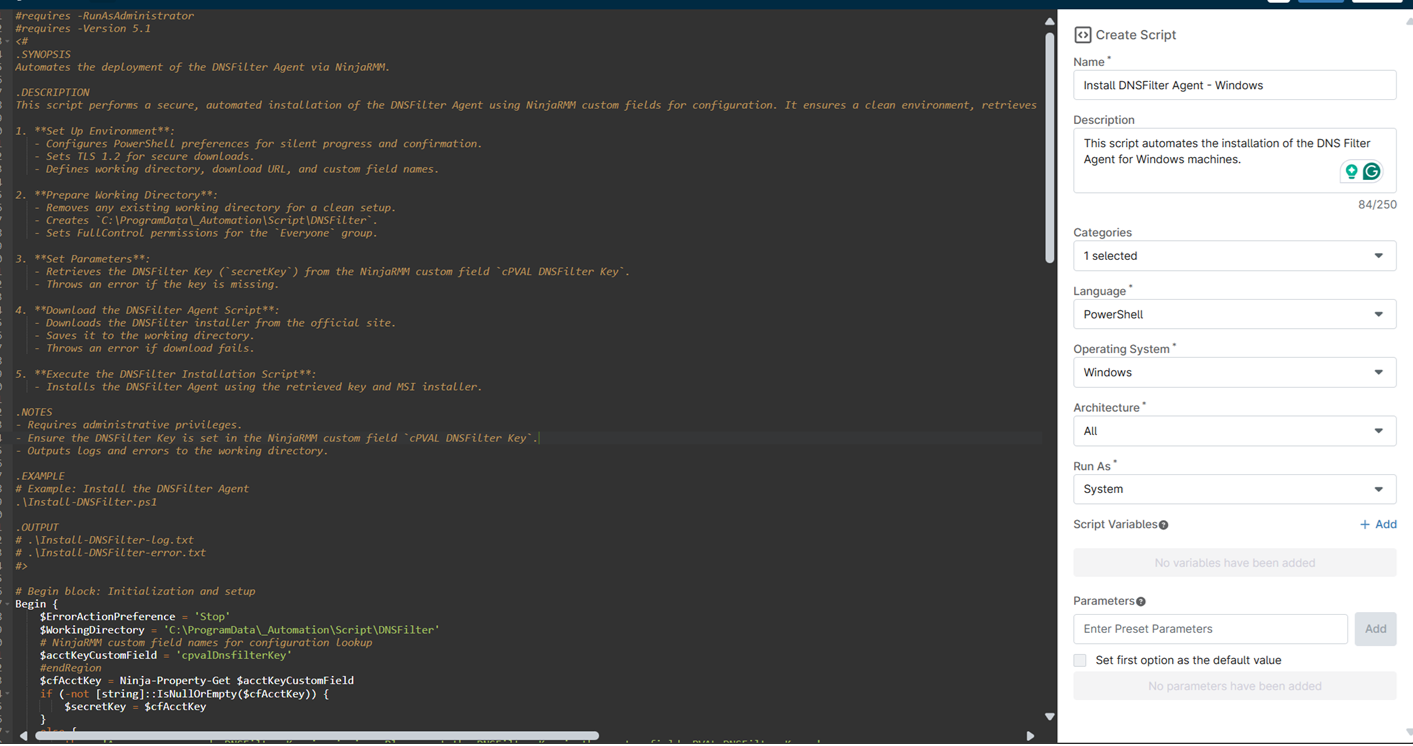 #requires -RunAsAdministrator
#requires -Version 5.1
<#
.SYNOPSIS
Automates the deployment of the DNSFilter Agent via NinjaRMM.
.DESCRIPTION
This script performs a secure, automated installation of the DNSFilter Agent using NinjaRMM custom fields for configuration. It ensures a clean environment, retrieves
1. **Set Up Environment**:
- Configures PowerShell preferences for silent progress and confirmation.
- Sets TLS 1.2 for secure downloads.
- Defines working directory, download URL, and custom field names.
2. **Prepare Working Directory**:
- Removes any existing working directory for a clean setup.
- Creates `C:\ProgramData\_Automation\Script\DNSFilter`.
- Sets FullControl permissions for the `Everyone` group.
3. **Set Parameters**:
- Retrieves the DNSFilter Key (`secretKey`) from the NinjaRMM custom field `cPVAL DNSFilter Key`.
- Throws an error if the key is missing.
4. **Download the DNSFilter Agent Script**:
- Downloads the DNSFilter installer from the official site.
- Saves it to the working directory.
- Throws an error if download fails.
5. **Execute the DNSFilter Installation Script**:
- Installs the DNSFilter Agent using the retrieved key and MSI installer.
.NOTES
- Requires administrative privileges.
- Ensure the DNSFilter Key is set in the NinjaRMM custom field `cPVAL DNSFilter Key`.
- Outputs logs and errors to the working directory.
.EXAMPLE
# Example: Install the DNSFilter Agent
.\Install-DNSFilter.ps1
.OUTPUT
# .\Install-DNSFilter-log.txt
# .\Install-DNSFilter-error.txt
#>
# Begin block: Initialization and setup
Begin {
$ErrorActionPreference = 'Stop'
$WorkingDirectory = 'C:\ProgramData\_Automation\Script\DNSFilter'
# NinjaRMM custom field names for configuration lookup
$acctKeyCustomField = 'cpvalDnsfilterKey'
#endRegion
$cfAcctKey = Ninja-Property-Get $acctKeyCustomField
if (-not [string]::IsNullOrEmpty($cfAcctKey)) {
$secretKey = $cfAcctKey
}
else {
Create Script
Name *
Install DNSFilter Agent - Windows
Description
This script automates the installation of the DNS Filter
Agent for Windows machines.
84/250
Categories
1 selected
Language *
PowerShell
Operating System *
Windows
Architecture *
All
Run As *
System
Script Variables
+ Add
No variables have been added
Parameters
Enter Preset Parameters
Add
Set first option as the default value
No parameters have been added